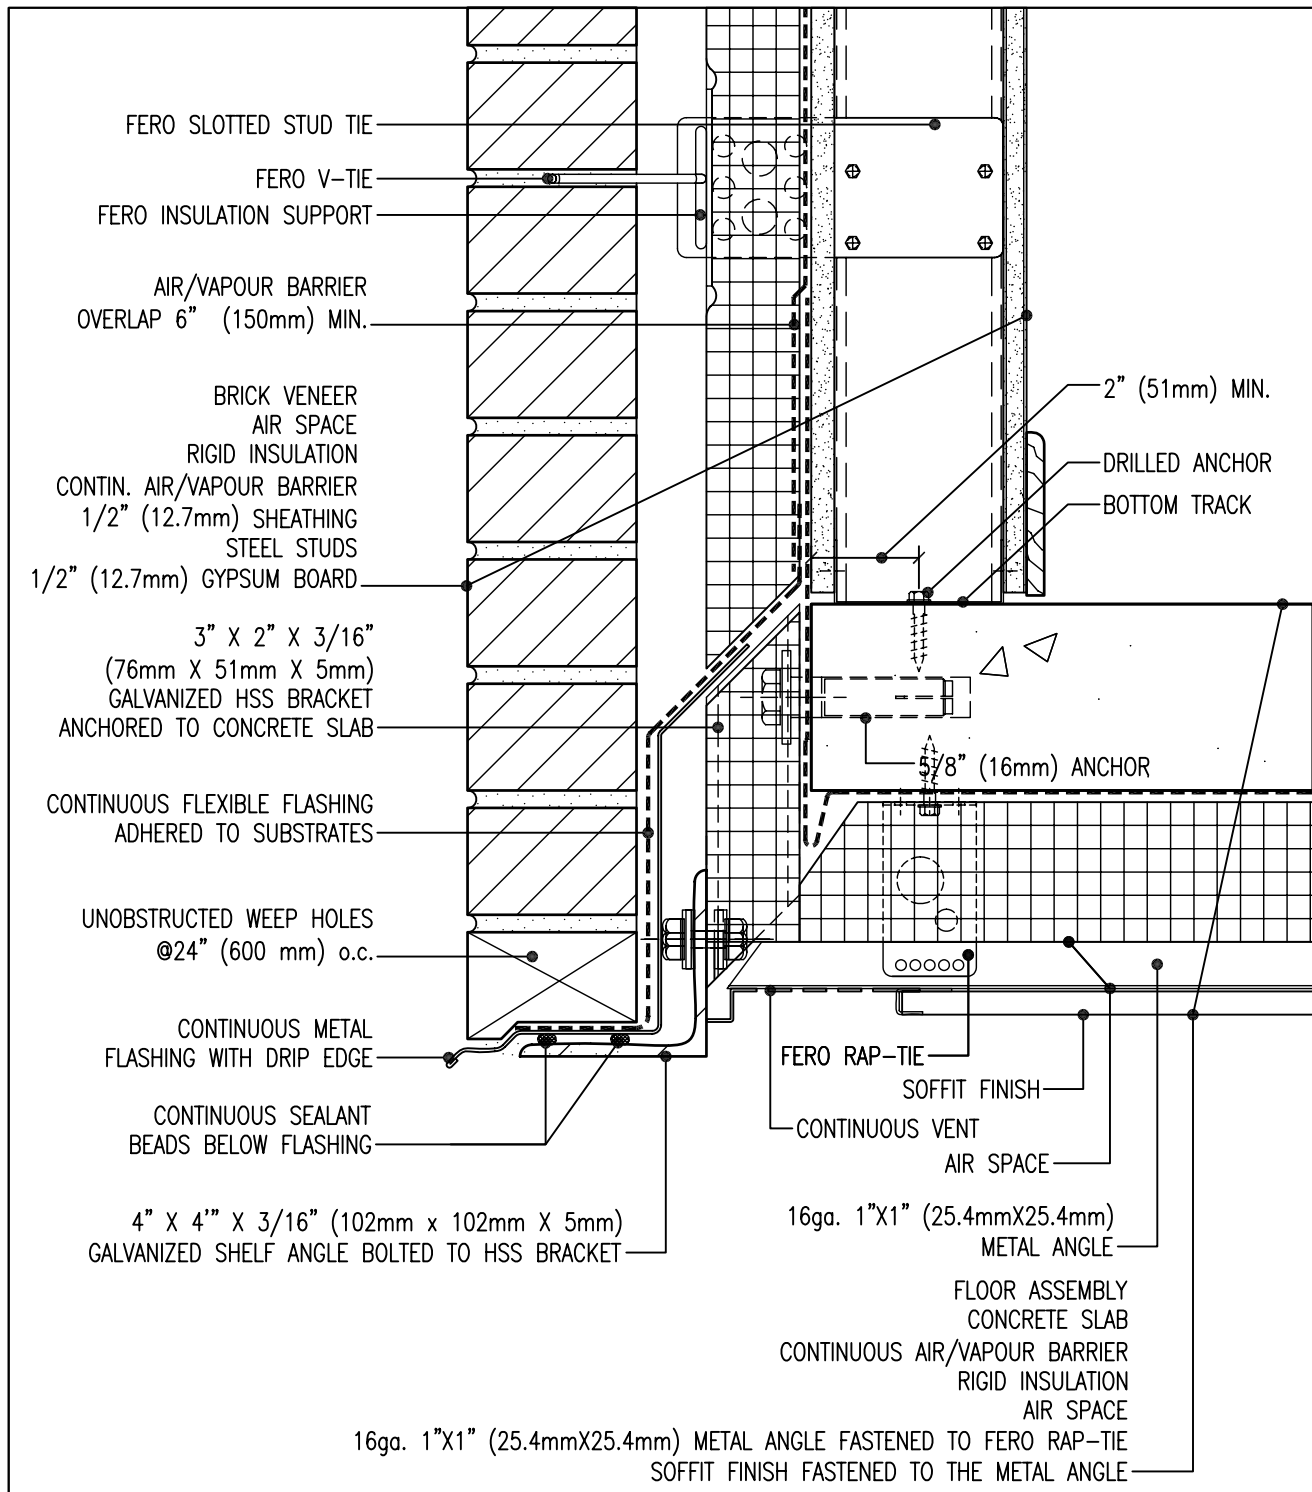 FERO SLOTTED STUD TIE
FERO V-TIE
FERO INSULATION SUPPORT
AIR/VAPOUR BARRIER
OVERLAP 6" (150mm) MIN.
BRICK VENEER
AIR SPACE
RIGID INSULATION
CONTIN. AIR/VAPOUR BARRIER
1/2" (12.7mm) SHEATHING
STEEL STUDS
1/2" (12.7mm) GYPSUM BOARD
3" X 2" X 3/16"
(76mm X 51mm X 5mm)
GALVANIZED HSS BRACKET
ANCHORED TO CONCRETE SLAB
CONTINUOUS FLEXIBLE FLASHING
ADHERED TO SUBSTRATES
UNOBSTRUCTED WEEP HOLES
@24" (600 mm) o.c.
CONTINUOUS METAL
FLASHING WITH DRIP EDGE
CONTINUOUS SEALANT
BEADS BELOW FLASHING
4" X 4'" X 3/16" (102mm x 102mm X 5mm)
GALVANIZED SHELF ANGLE BOLTED TO HSS BRACKET
2" (51mm) MIN.
DRILLED ANCHOR
BOTTOM TRACK
5/8" (16mm) ANCHOR
FERO RAP-TIE
SOFFIT FINISH
CONTINUOUS VENT
AIR SPACE
16ga. 1"X1" (25.4mmX25.4mm)
METAL ANGLE
FLOOR ASSEMBLY
CONCRETE SLAB
CONTINUOUS AIR/VAPOUR BARRIER
RIGID INSULATION
AIR SPACE
16ga. 1"X1" (25.4mmX25.4mm) METAL ANGLE FASTENED TO FERO RAP-TIE
SOFFIT FINISH FASTENED TO THE METAL ANGLE